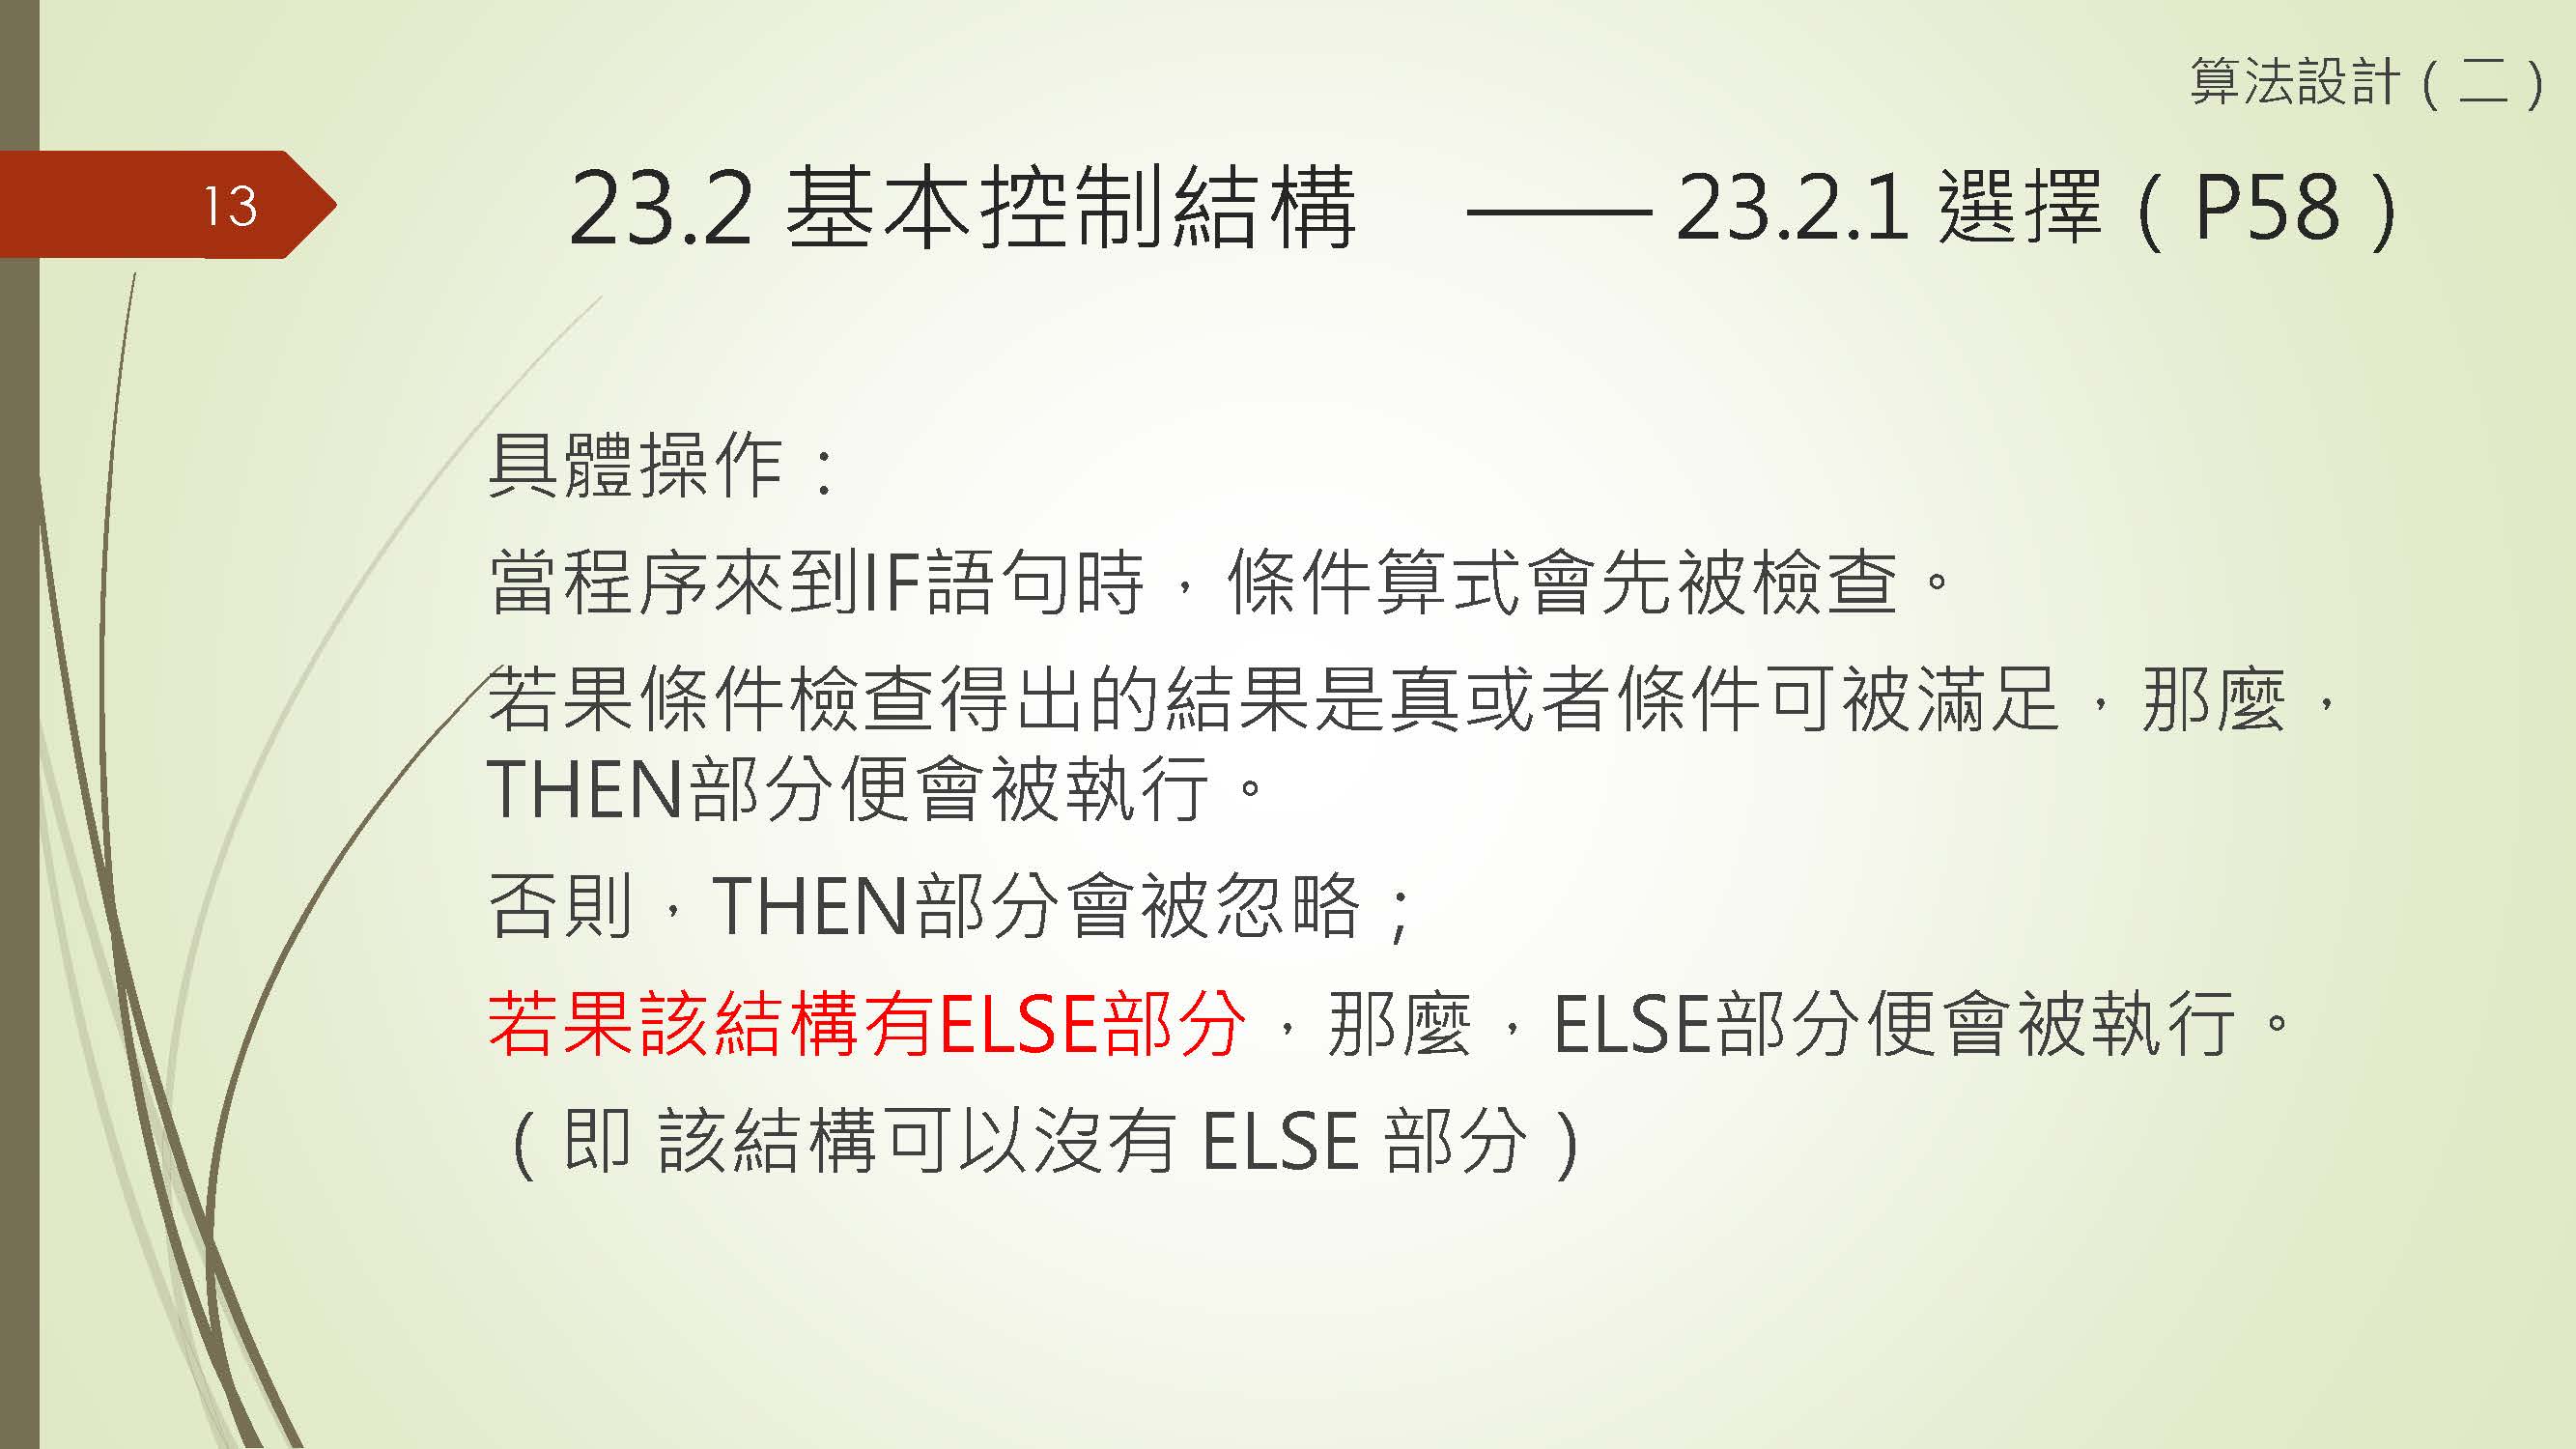 算法設計（二）
13
23.2 基本控制結構 —— 23.2.1 選擇（P58）
具體操作：
當程序來到IF語句時，條件算式會先被檢查。
若果條件檢查得出的結果是真或者條件可被滿足，那麼，
THEN部分便會被執行。
否則，THEN部分會被忽略；
若果該結構有ELSE部分，那麼，ELSE部分便會被執行。
（即 該結構可以沒有 ELSE 部分）